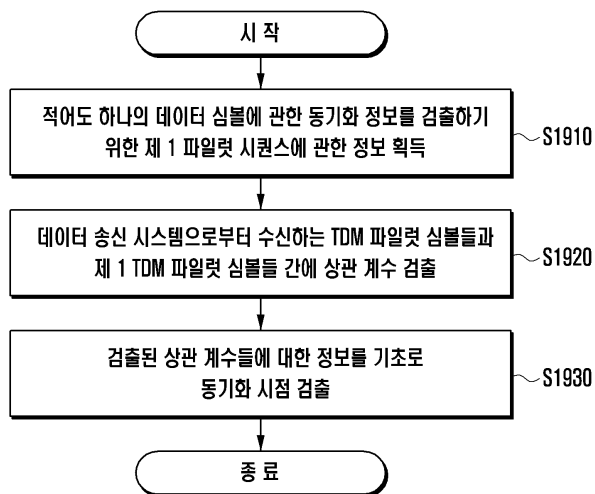 시 작
적어도 하나의 데이터 심볼에 관한 동기화 정보를 검출하기
위한 제 1 파일럿 시퀀스에 관한 정보 획득
S1910
데이터 송신 시스템으로부터 수신하는 TDM 파일럿 심볼들과
제 1 TDM 파일럿 심볼들 간에 상관 계수 검출
S1920
검출된 상관 계수들에 대한 정보를 기초로
동기화 시점 검출
S1930
종 료